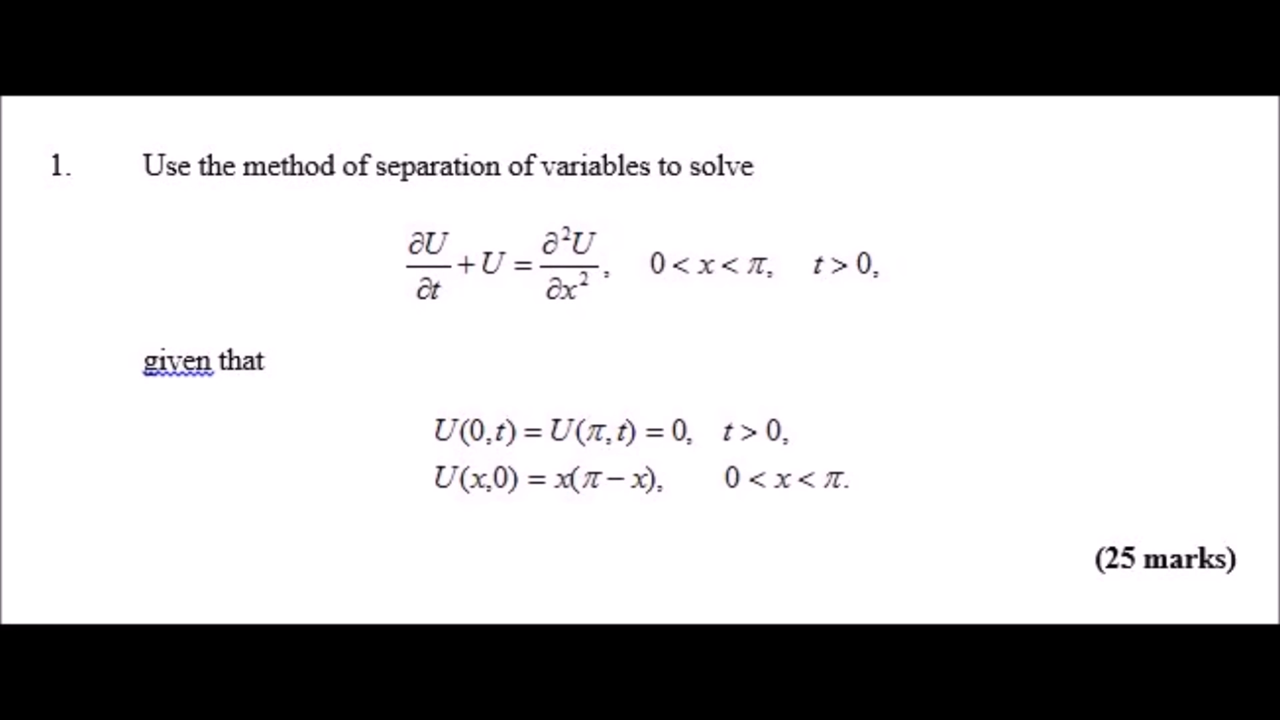 1. Use the method of separation of variables to solve
∂U/∂t + U = ∂²U/∂x², 0 < x < π, t > 0,
given that
U(0,t) = U(π,t) = 0, t > 0,
U(x,0) = x(π − x), 0 < x < π.
(25 marks)